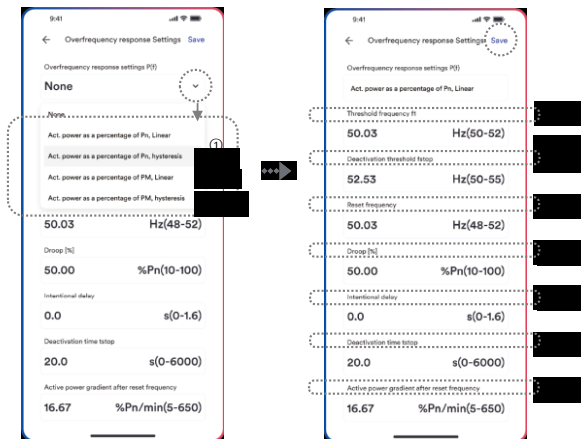 9:41
Overfrequency response Settings Save
Overfrequency response settings P(f)
None
None
Act. power as a percentage of Pn, Linear
Act. power as a percentage of Pn, hysteresis
Act. power as a percentage of PM, Linear
Act. power as a percentage of PM, hysteresis
①
50.03 Hz(48-52)
Droop [%]
50.00 %Pn(10-100)
Intentional delay
0.0 s(0-1.6)
Deactivation time tstop
20.0 s(0-6000)
Active power gradient after reset frequency
16.67 %Pn/min(5-650)
9:41
Overfrequency response Settings Save
Overfrequency response settings P(f)
Act. power as a percentage of Pn, Linear
Threshold frequency f1
50.03 Hz(50-52)
Deactivation threshold fstop
52.53 Hz(50-55)
Reset frequency
50.03 Hz(48-52)
Droop [%]
50.00 %Pn(10-100)
Intentional delay
0.0 s(0-1.6)
Deactivation time tstop
20.0 s(0-6000)
Active power gradient after reset frequency
16.67 %Pn/min(5-650)